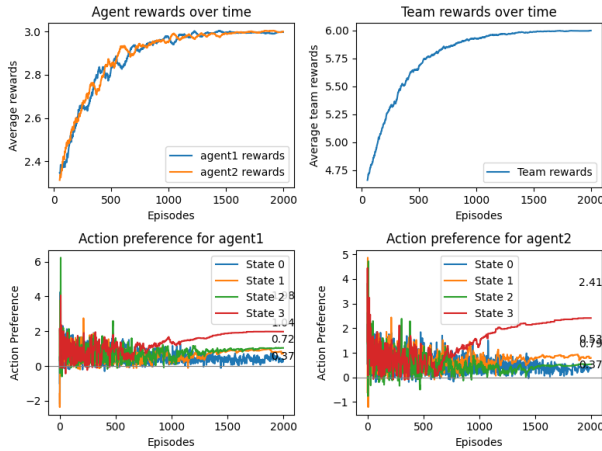 Agent rewards over time
Average rewards
3.0
2.8
2.6
2.4
0
500
1000
1500
2000
Episodes
agent1 rewards
agent2 rewards
Team rewards over time
Average team rewards
6.00
5.75
5.50
5.25
5.00
4.75
0
500
1000
1500
2000
Episodes
Team rewards
Action preference for agent1
Action Preference
6
4
2
0
−2
0
500
1000
1500
2000
Episodes
State 0
State 1
State 2
State 3
0.72
0.37
Action preference for agent2
Action Preference
5
4
3
2
1
0
−1
0
500
1000
1500
2000
Episodes
State 0
State 1
State 2
State 3
2.41
0.37